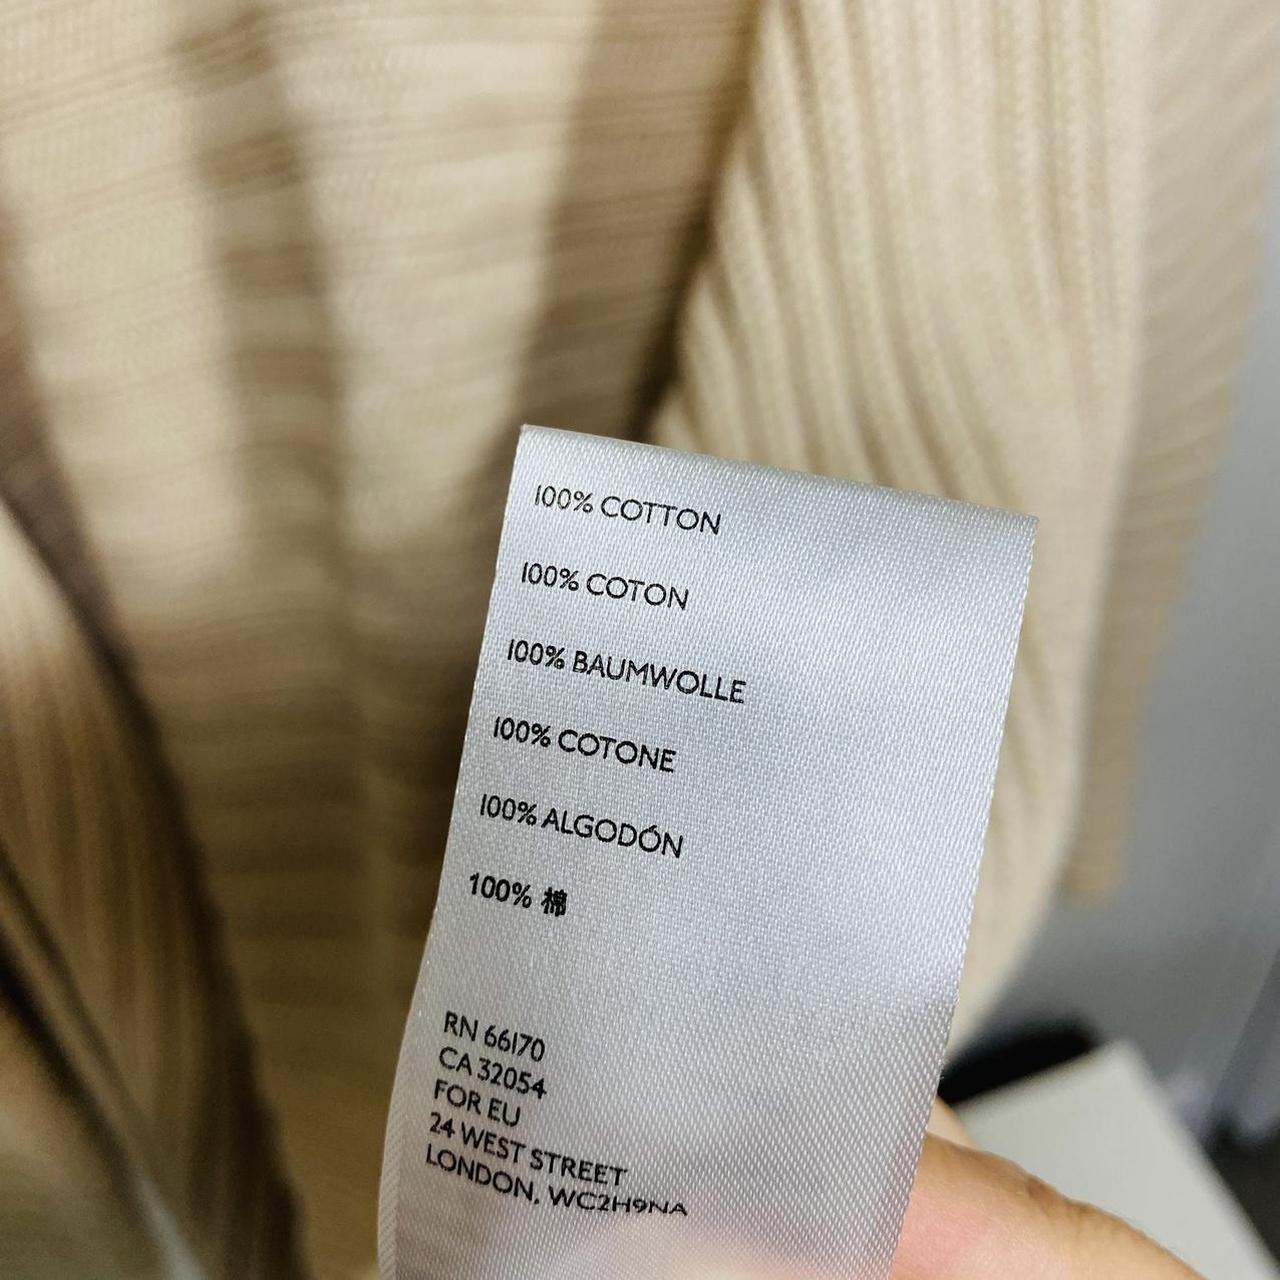 100% COTTON
100% COTON
100% BAUMWOLLE
100% COTONE
100% ALGODÓN
100% 棉
RN 66170
CA 32054
FOR EU
24 WEST STREET
LONDON, WC2H9NA